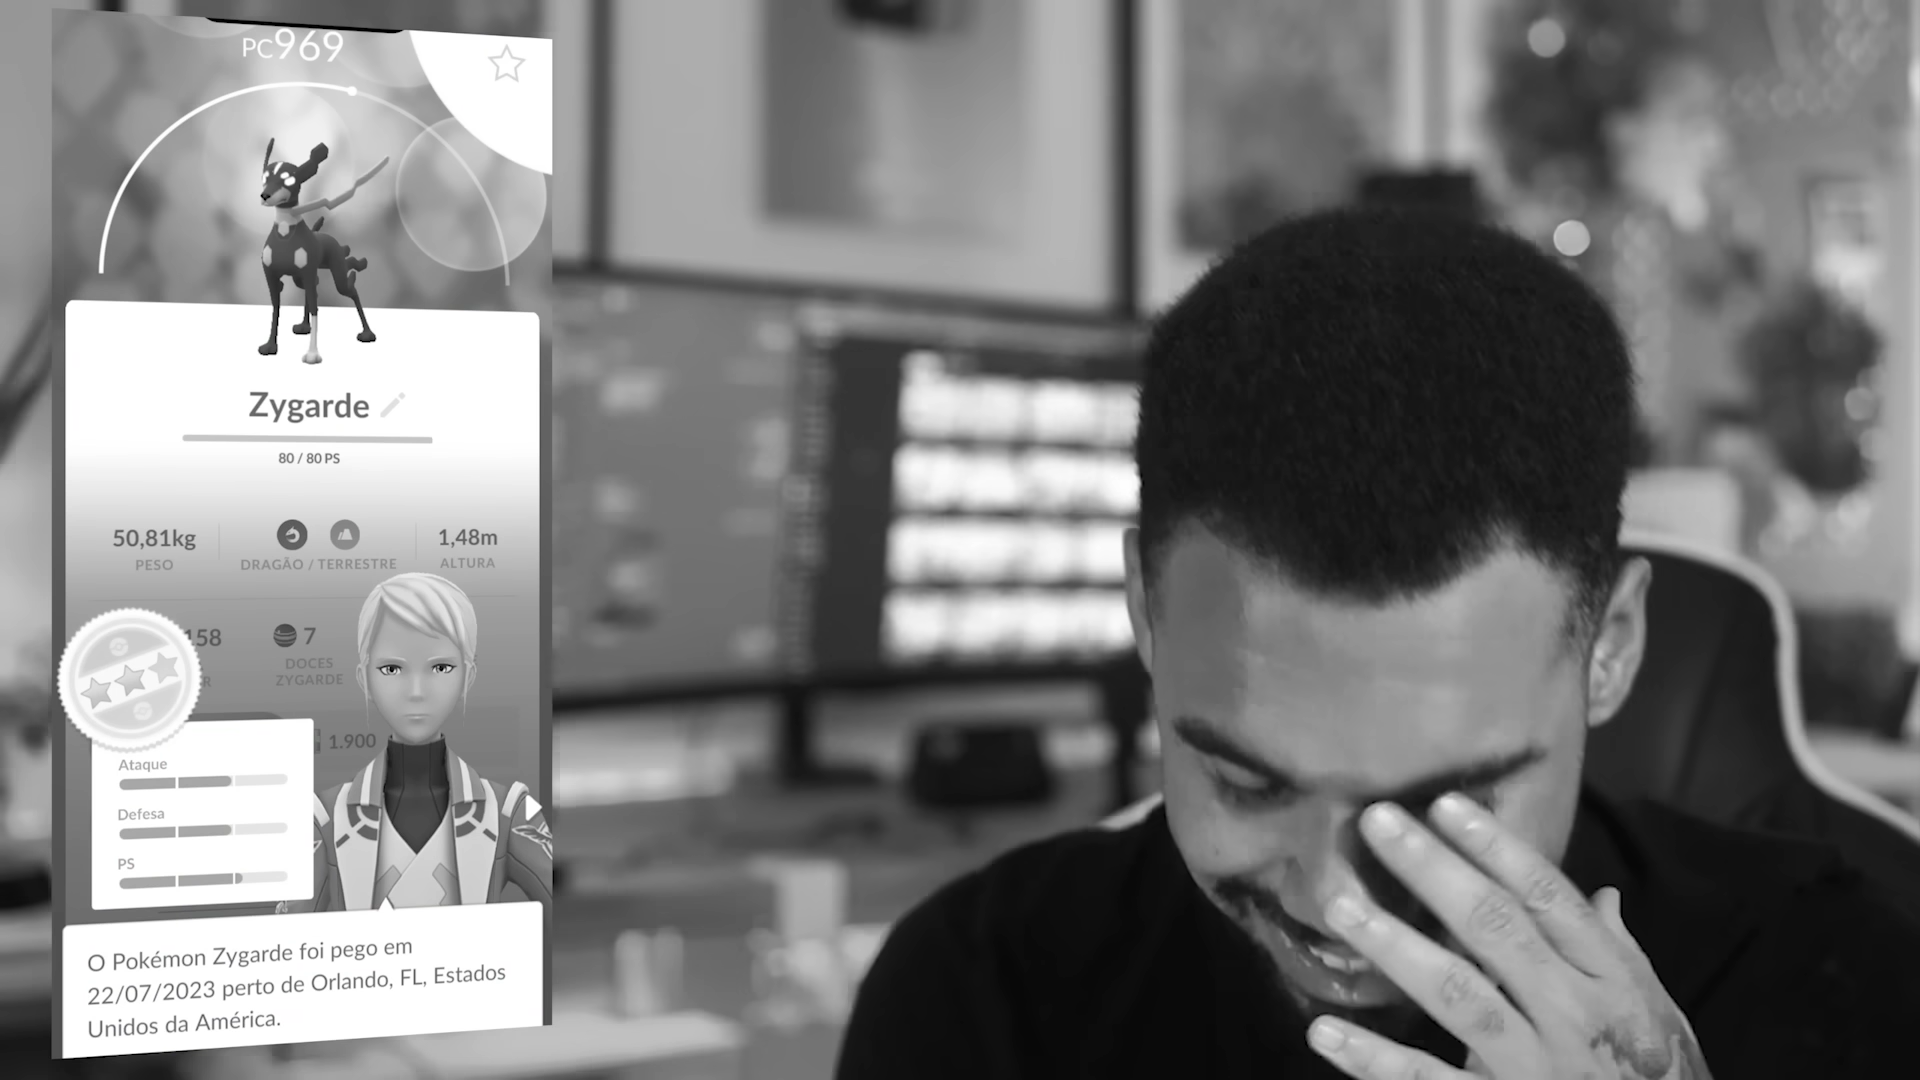 PC969
Zygarde
80 / 80 PS
50,81kg
PESO
DRAGÃO / TERRESTRE
1,48m
ALTURA
158
7
DOCES
ZYGARDE
1.900
Ataque
Defesa
PS
O Pokémon Zygarde foi pego em
22/07/2023 perto de Orlando, FL, Estados
Unidos da América.